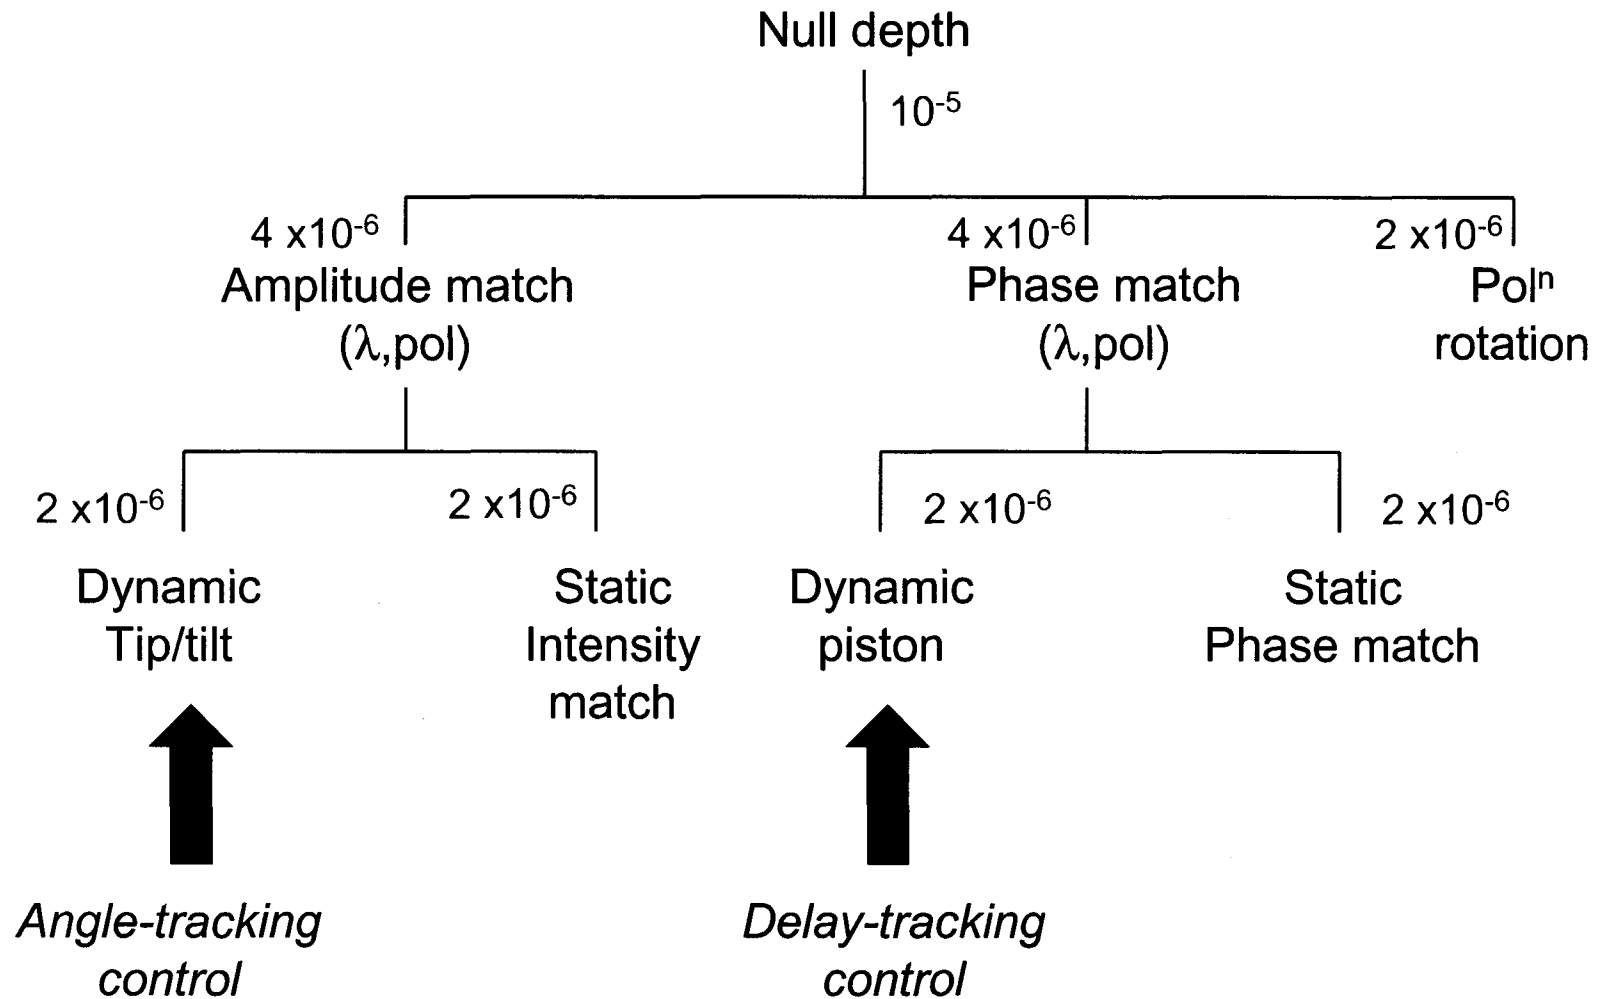 Null depth
10⁻⁵
4 x10⁻⁶ 4 x10⁻⁶ 2 x10⁻⁶
Amplitude match Phase match Polⁿ
(λ,pol) (λ,pol) rotation
2 x10⁻⁶ 2 x10⁻⁶ 2 x10⁻⁶ 2 x10⁻⁶
Dynamic Static Dynamic Static
Tip/tilt Intensity piston Phase match
match
Angle-tracking Delay-tracking
control control